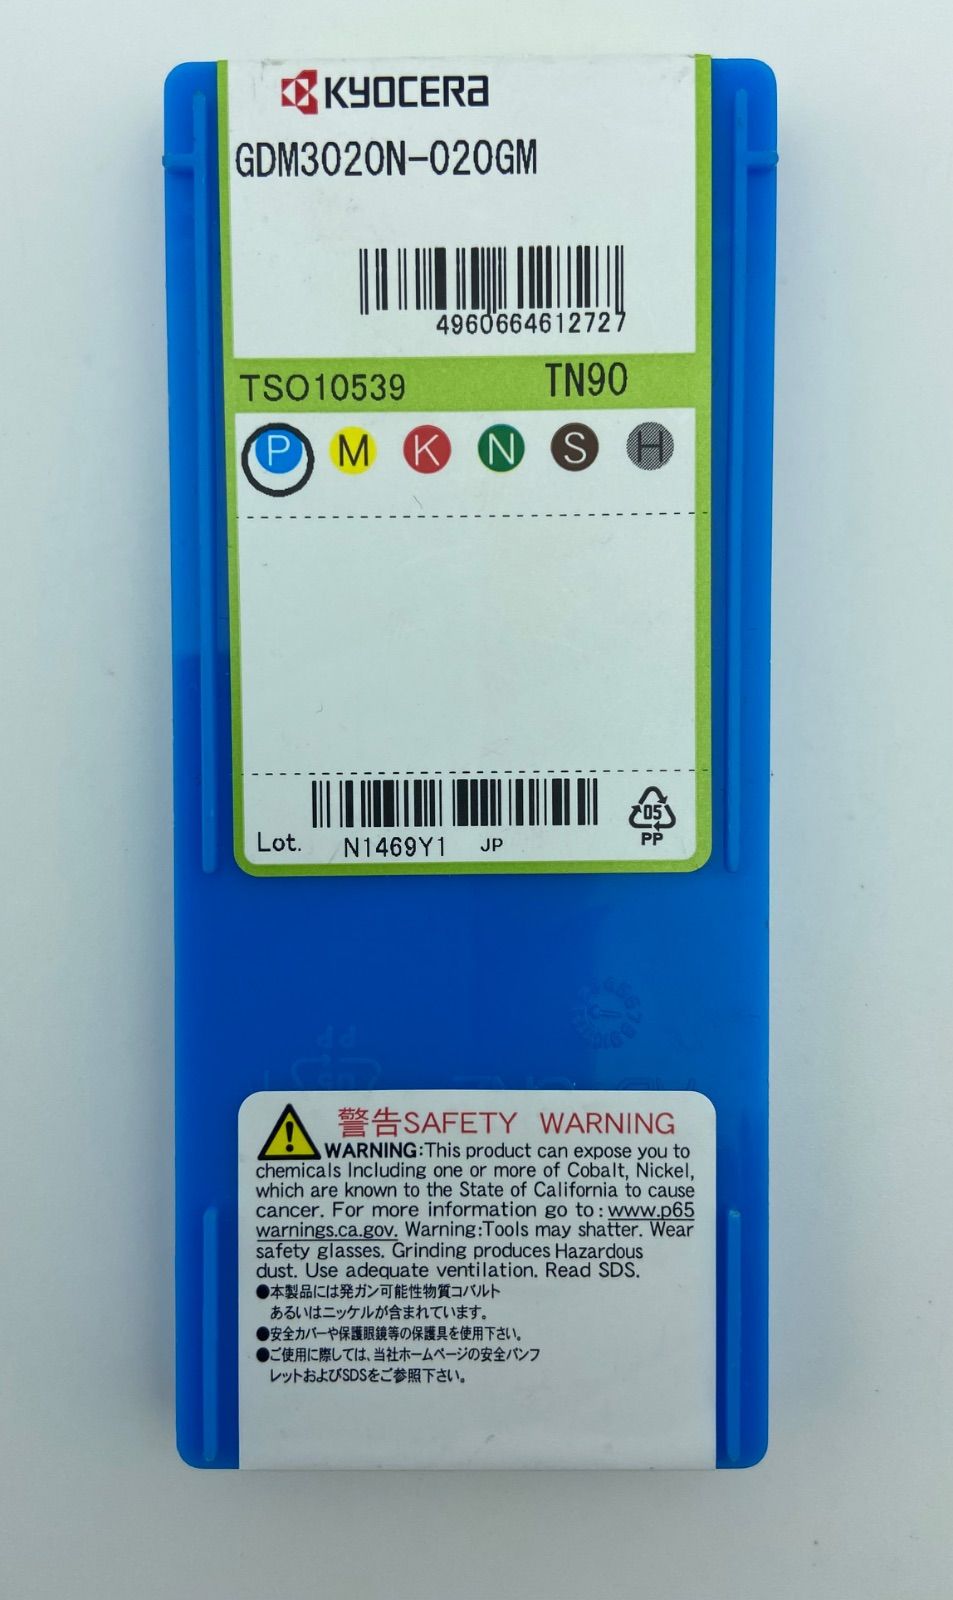 KYOCERA
GDM3020N-020GM
4960664612727
TSO10539 TN90
P M K N S H
Lot. N1469Y1 JP
05
PP
警告SAFETY WARNING
WARNING:This product can expose you to
chemicals Including one or more of Cobalt, Nickel,
which are known to the State of California to cause
cancer. For more information go to : www.p65
warnings.ca.gov. Warning:Tools may shatter. Wear
safety glasses. Grinding produces Hazardous
dust. Use adequate ventilation. Read SDS.
●本製品には発ガン可能性物質コバルト
あるいはニッケルが含まれています。
●安全カバーや保護眼鏡等の保護具を使用下さい。
●ご使用に際しては、当社ホームページの安全パンフ
レットおよびSDSをご参照下さい。